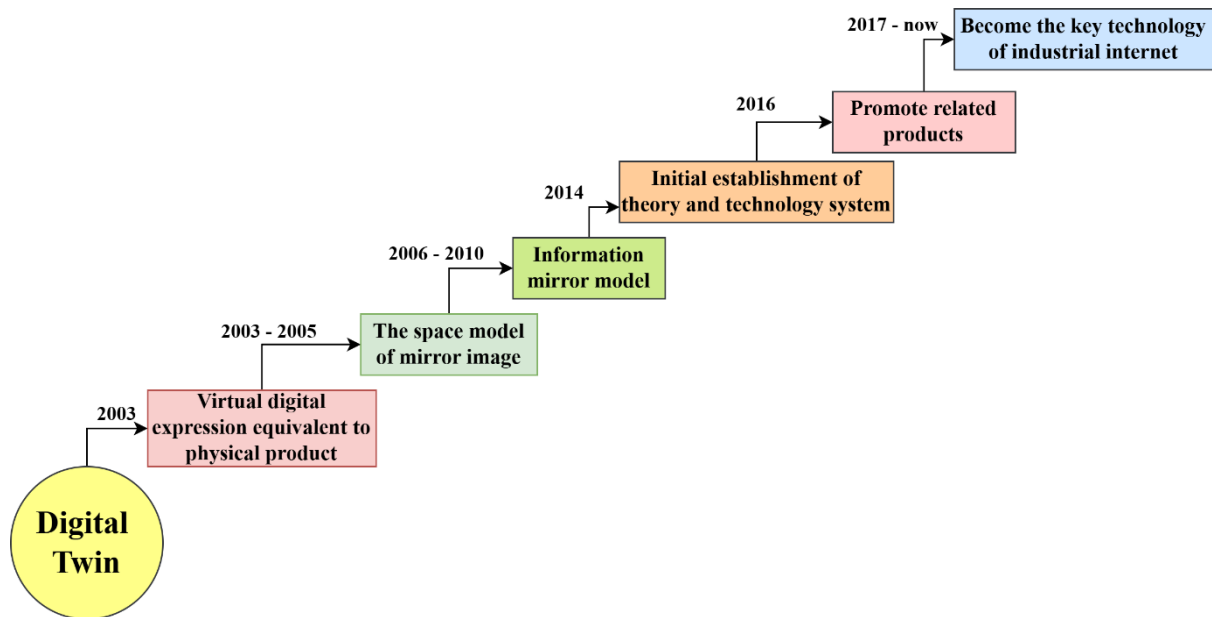 2017 - now
Become the key technology
of industrial internet
2016
Promote related
products
2014
Initial establishment of
theory and technology system
2006 - 2010
Information
mirror model
2003 - 2005
The space model
of mirror image
2003
Virtual digital
expression equivalent to
physical product
Digital
Twin